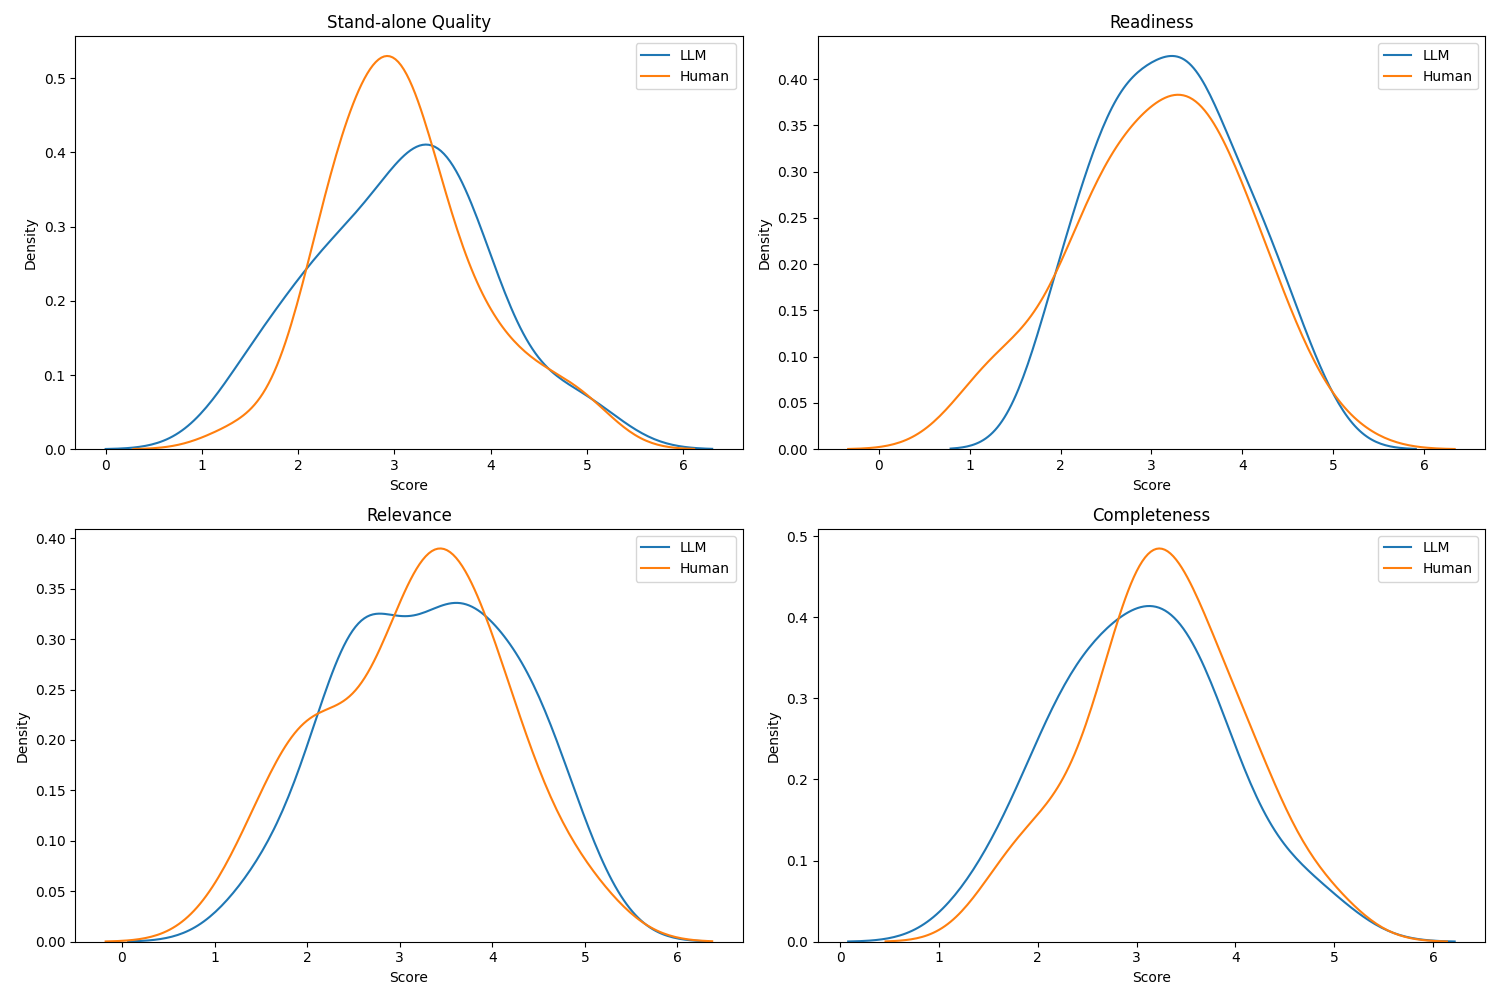 Stand-alone Quality
LLM
Human
0.5
0.4
0.3
0.2
0.1
0.0
Density
0 1 2 3 4 5 6
Score
Readiness
LLM
Human
0.40
0.35
0.30
0.25
0.20
0.15
0.10
0.05
0.00
Density
0 1 2 3 4 5 6
Score
Relevance
LLM
Human
0.40
0.35
0.30
0.25
0.20
0.15
0.10
0.05
0.00
Density
0 1 2 3 4 5 6
Score
Completeness
LLM
Human
0.5
0.4
0.3
0.2
0.1
0.0
Density
0 1 2 3 4 5 6
Score